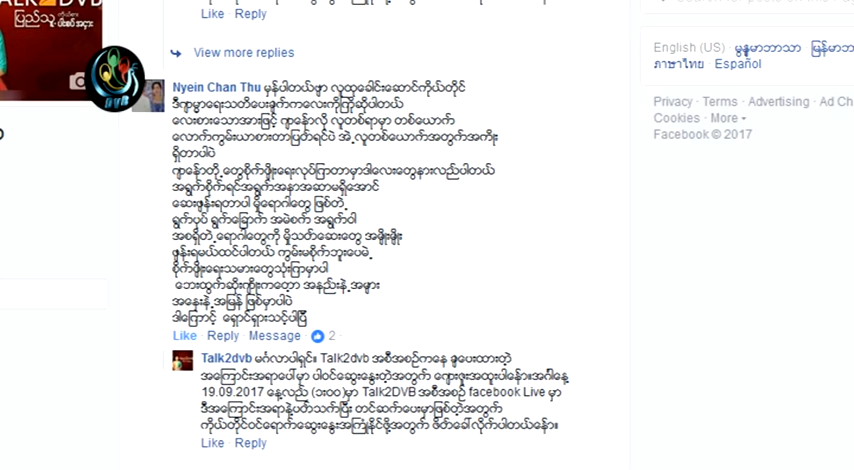 TALK2DVB
ပြည်သူ
Like · Reply
View more replies
Nyein Chan Thu မှန်ပါတယ်ဗျာ လူထုခေါင်းဆောင်ကိုယ်တိုင်
ဒီကျမ္မာရေးသတိပေးချက်ကလေးကိုကြိုဆိုပါတယ်
လေးစားသောအားဖြင့် ကျာနော်လို လူတစ်ရာမှာ တစ်ယောက်
လောက်ကွမ်းယာစားတာပြတ်ရင်ပဲ အဲ့လူတစ်ယောက်အတွက်အကိုုး
ရှိတာပါပဲ
ကျာနော်တို့တွေစိုက်ဖျိုးရေးလုပ်ကြတာမှာဒါလေးတွေနားလည်ပါတယ်
အရွက်စိုက်ရင်အရွက်အနာအဆာမရှိအောင်
ဆေးဖျန်းရတာပါ မှိုရောဂါတွေ ဖြစ်တဲ့
ရွက်ပုပ် ရွက်ခြောက် အမဲစက် အရွက်ဝါ
အစရှိတဲ့ရောဂါတွေကို မှိုသတ်ဆေးတွေ အဖျိုးဖျိုး
ဖျန်းရမယ်ထင်ပါတယ် ကွမ်းမစိုက်ဘူးပေမဲ့
စိုက်ဖျိုးရေးသမားတွေသုံးကြမှာပါ
ဘေးထွက်ဆိုးကျိုးကတော့ အနည်းနဲ့အများ
အနှေးနဲ့အမြန် ဖြစ်မှာပါပဲ
ဒါကြောင့် ရှောင်ရှားသင့်ပါပြီ
Like · Reply · Message · 2 ·
Talk2dvb မင်္ဂလာပါရှင်။ Talk2dvb အစီအစဉ်ကနေ ချပေးထားတဲ့
အကြောင်းအရာပေါ်မှာ ပါဝင်ဆွေးနွေးတဲ့အတွက် ကျေးဇူးအထူးပါနော်။အင်္ဂါနေ့
19.09.2017 နေ့လည် (၁း၀၀)မှာ Talk2DVB အစီအစဉ် facebook Live မှာ
ဒီအကြောင်းအရာနဲ့ပတ်သက်ပြီး တင်ဆက်ပေးမှာဖြစ်တဲ့အတွက်
ကိုယ်တိုင်ဝင်ရောက်ဆွေးနွေးအကြံပြုနိုင်ဖို့အတွက် ဖိတ်ခေါ်လိုက်ပါတယ်နော်။
Like · Reply
English (US) · မြန်မာဘာသာ
ภาษาไทย · Español
Privacy · Terms · Advertising · Ad Ch
Cookies · More
Facebook © 2017